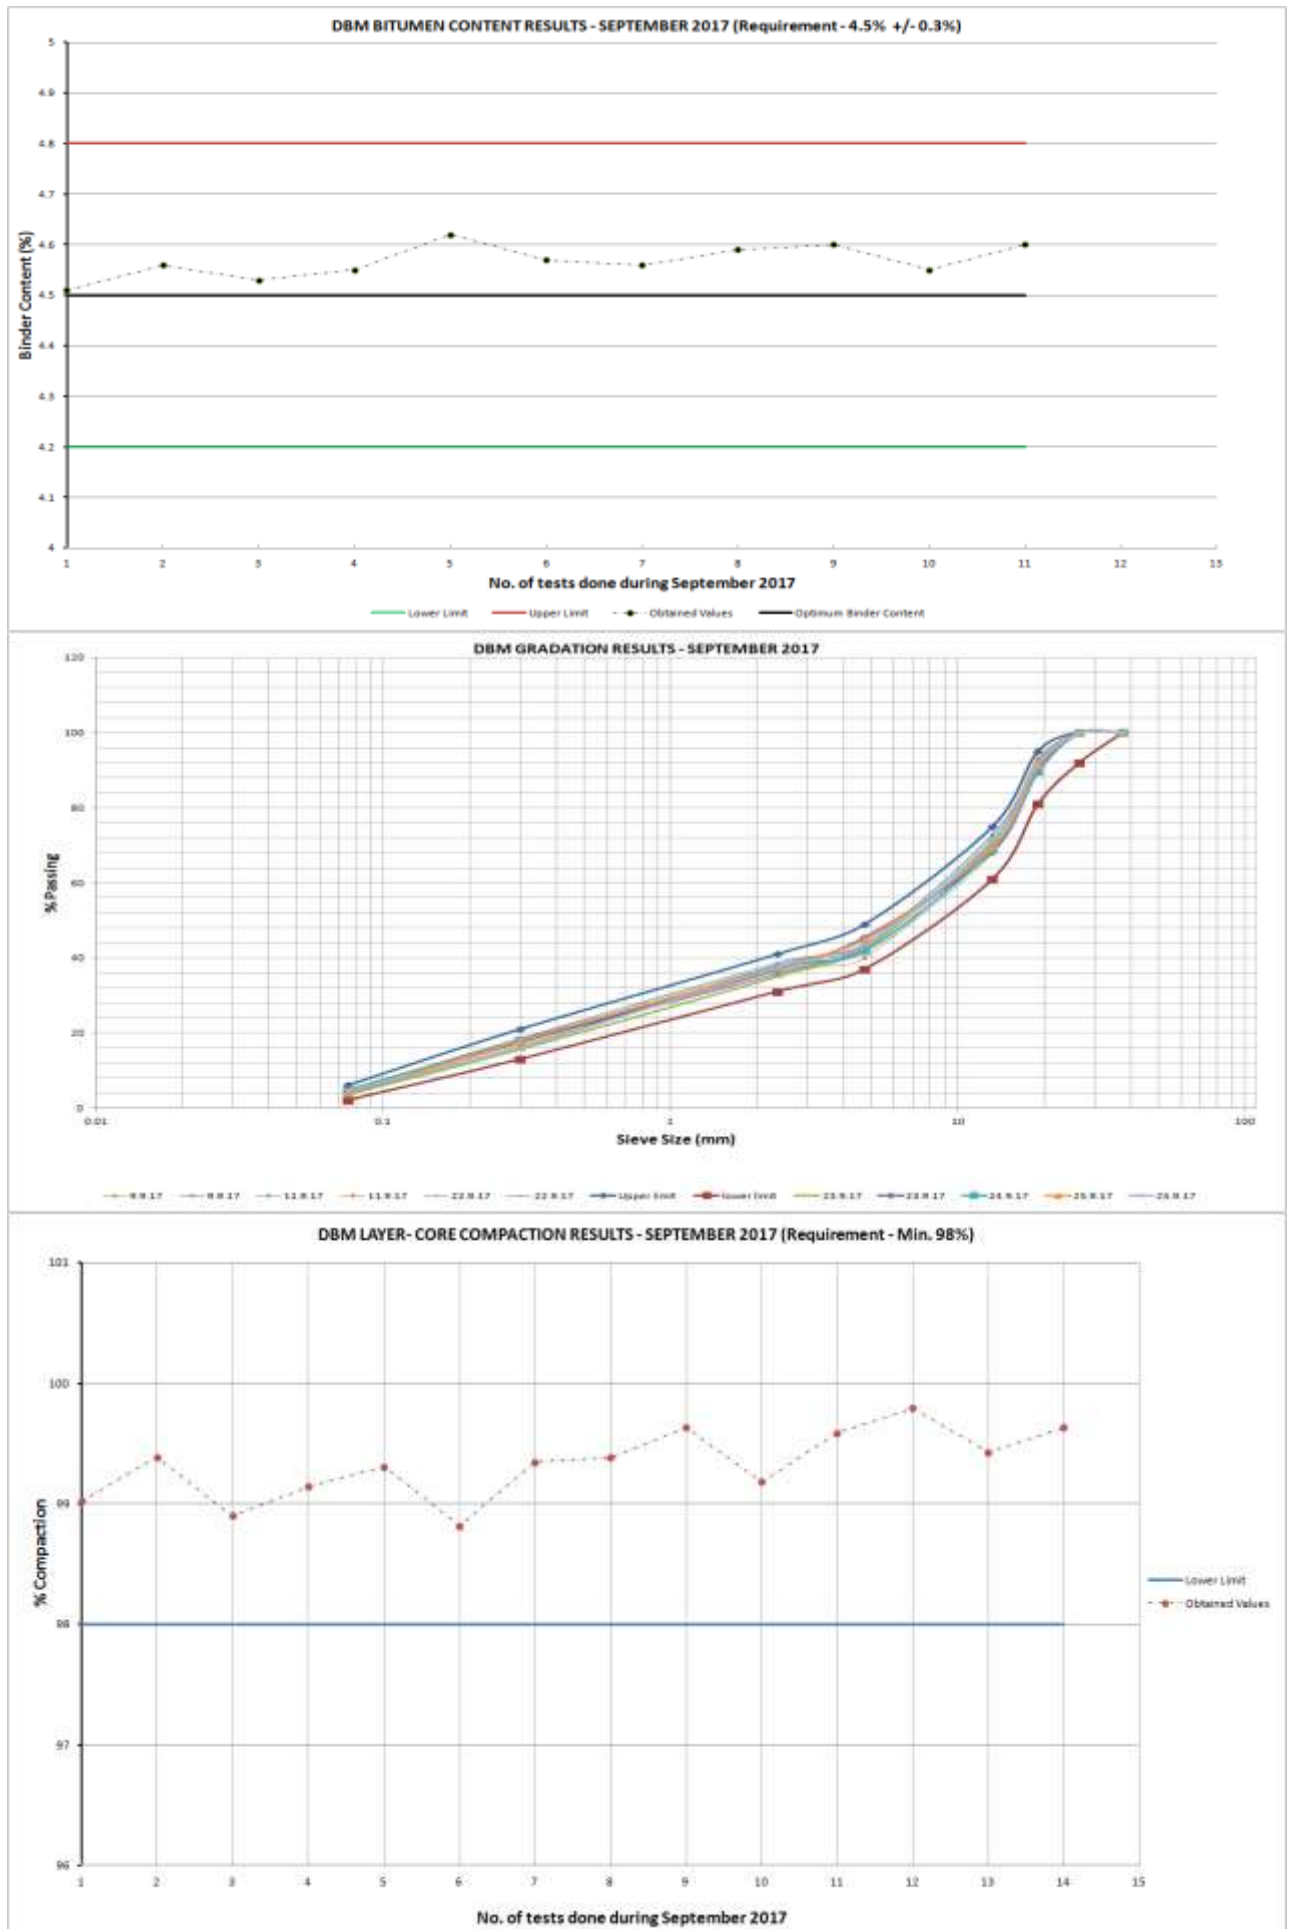 DBM BITUMEN CONTENT RESULTS - SEPTEMBER 2017 (Requirement - 4.5% +/- 0.3%)
5
4.9
4.8
4.7
4.6
4.5
4.4
4.3
4.2
4.1
4
Binder Content (%)
1 2 3 4 5 6 7 8 9 10 11 12 13
No. of tests done during September 2017
Lower Limit Upper Limit Obtained Values Optimum Binder Content
DBM GRADATION RESULTS - SEPTEMBER 2017
120
100
80
60
40
20
0
% Passing
0.01 0.1 1 10 100
Sieve Size (mm)
Upper limit lower limit
DBM LAYER- CORE COMPACTION RESULTS - SEPTEMBER 2017 (Requirement - Min. 98%)
101
100
99
98
97
96
% Compaction
Lower Limit
Obtained Values
1 2 3 4 5 6 7 8 9 10 11 12 13 14 15
No. of tests done during September 2017